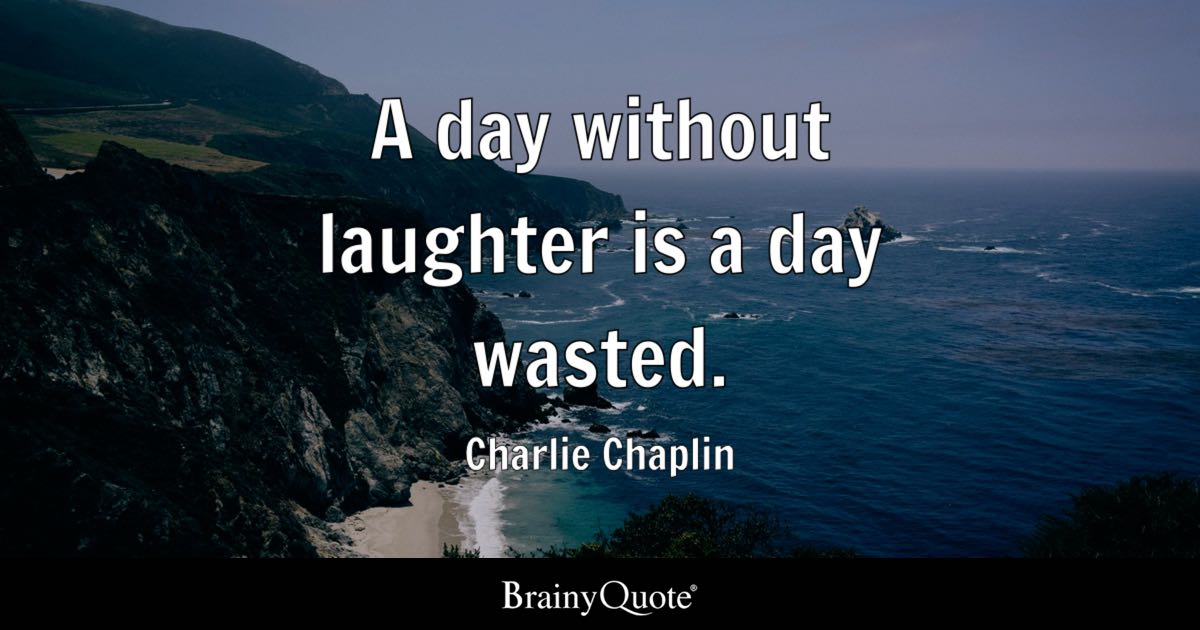 A day without
laughter is a day
wasted.
Charlie Chaplin
BrainyQuote®